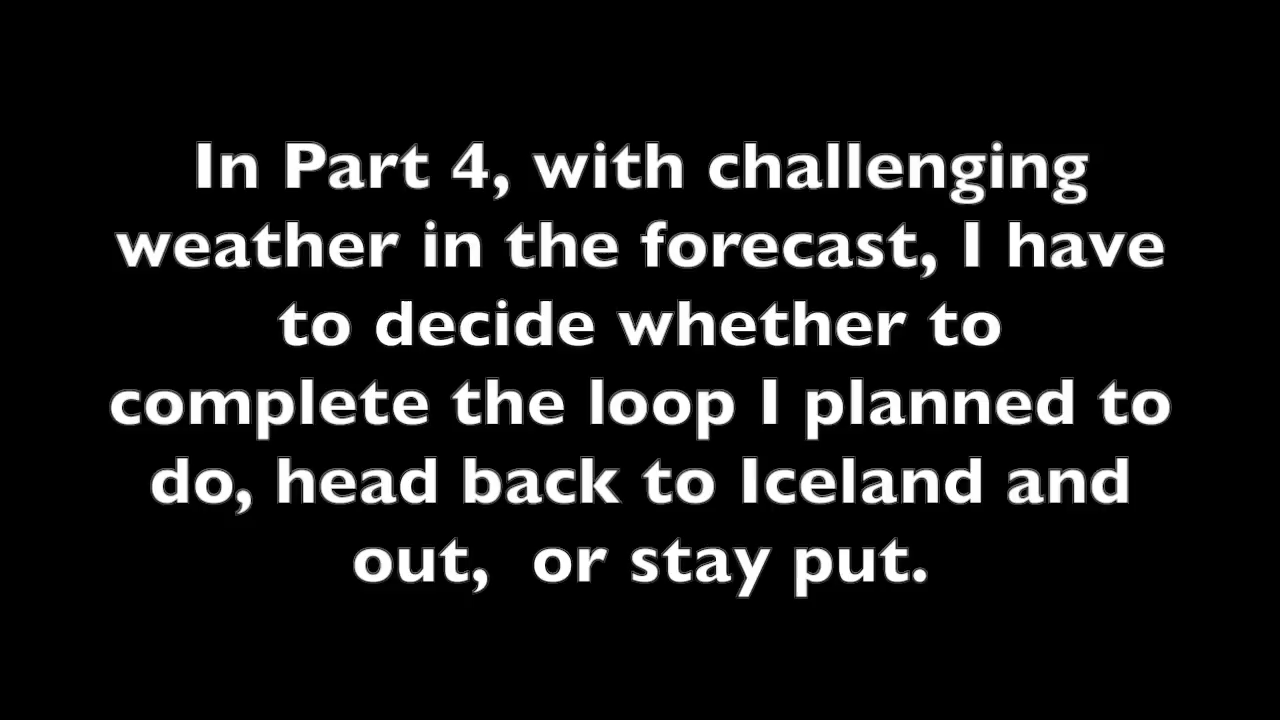 In Part 4, with challenging
weather in the forecast, I have
to decide whether to
complete the loop I planned to
do, head back to Iceland and
out,  or stay put.